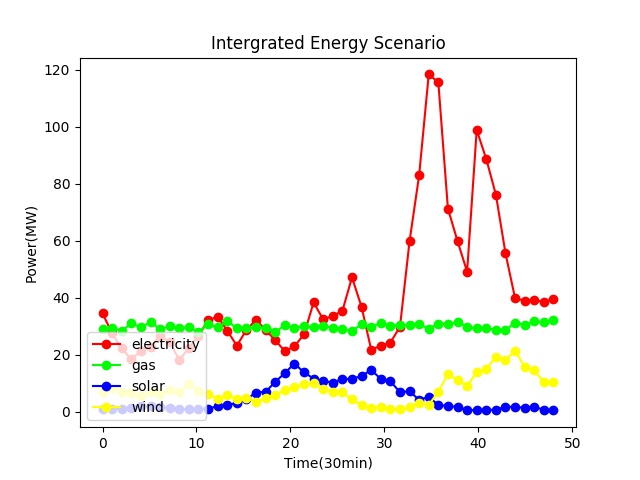 Intergrated Energy Scenario
Power(MW)
120
100
80
60
40
20
0
electricity
gas
solar
wind
0 10 20 30 40 50
Time(30min)